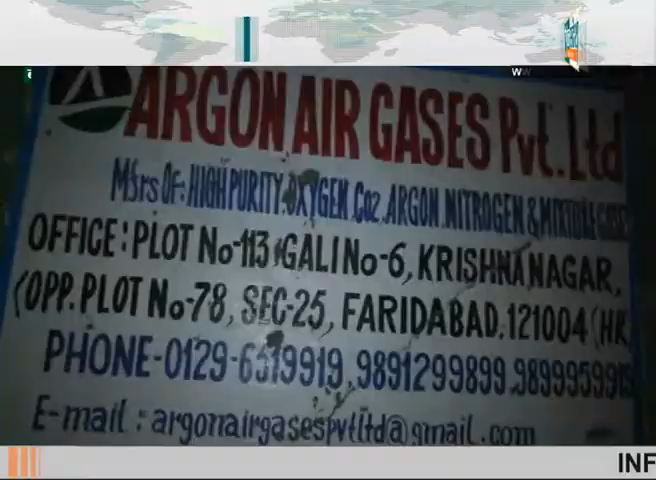 ARGON AIR GASES Pvt. Ltd
Mfrs OF: HIGH PURITY, OXYGEN Co2, ARGON, NITROGEN & MIXTURE GASES
OFFICE: PLOT No-113 GALI No-6, KRISHNA NAGAR,
(OPP. PLOT No-78, SEC-25, FARIDABAD. 121004 (HR
PHONE-0129-6519919, 9891299899, 989995991
E-mail: argonairgasespvtltd@gmail.com
INF